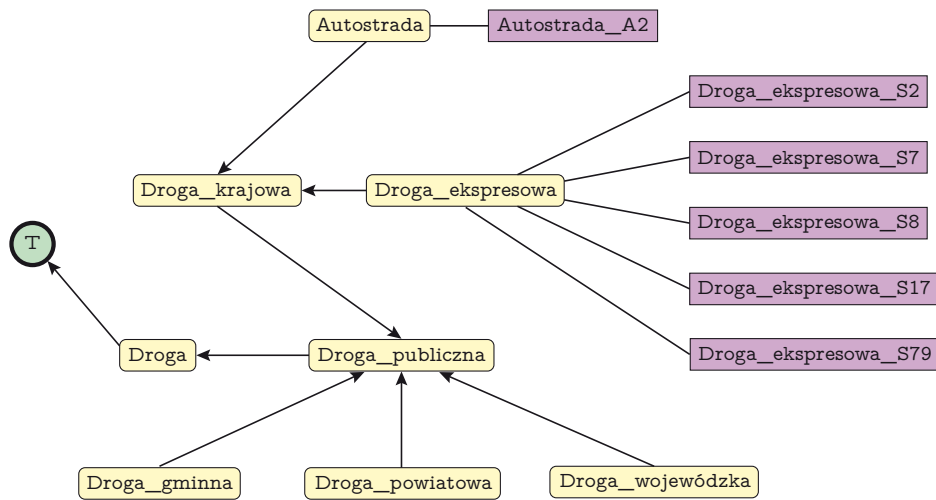 Autostrada
Autostrada_A2
Droga_ekspresowa_S2
Droga_ekspresowa_S7
Droga_krajowa
Droga_ekspresowa
Droga_ekspresowa_S8
T
Droga_ekspresowa_S17
Droga
Droga_publiczna
Droga_ekspresowa_S79
Droga_gminna
Droga_powiatowa
Droga_wojewódzka